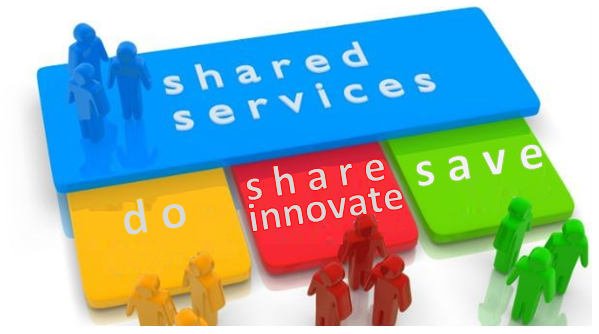 shared
services
do
share
innovate
save